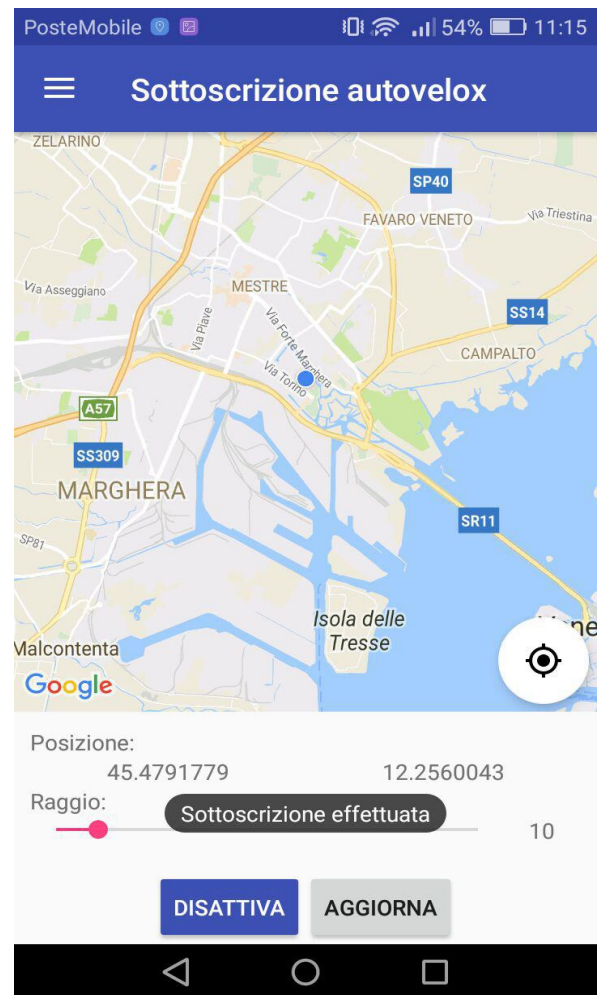 PosteMobile 54% 11:15
Sottoscrizione autovelox
ZELARINO
SP40
FAVARO VENETO
Via Triestina
Via Asseggiano
MESTRE
Via Piave
Via Forte Marghera
SS14
CAMPALTO
Via Torino
A57
SS309
MARGHERA
SR11
SP81
Isola delle
Tresse
Malcontenta
Google
Posizione:
45.4791779 12.2560043
Raggio:
Sottoscrizione effettuata
10
DISATTIVA AGGIORNA